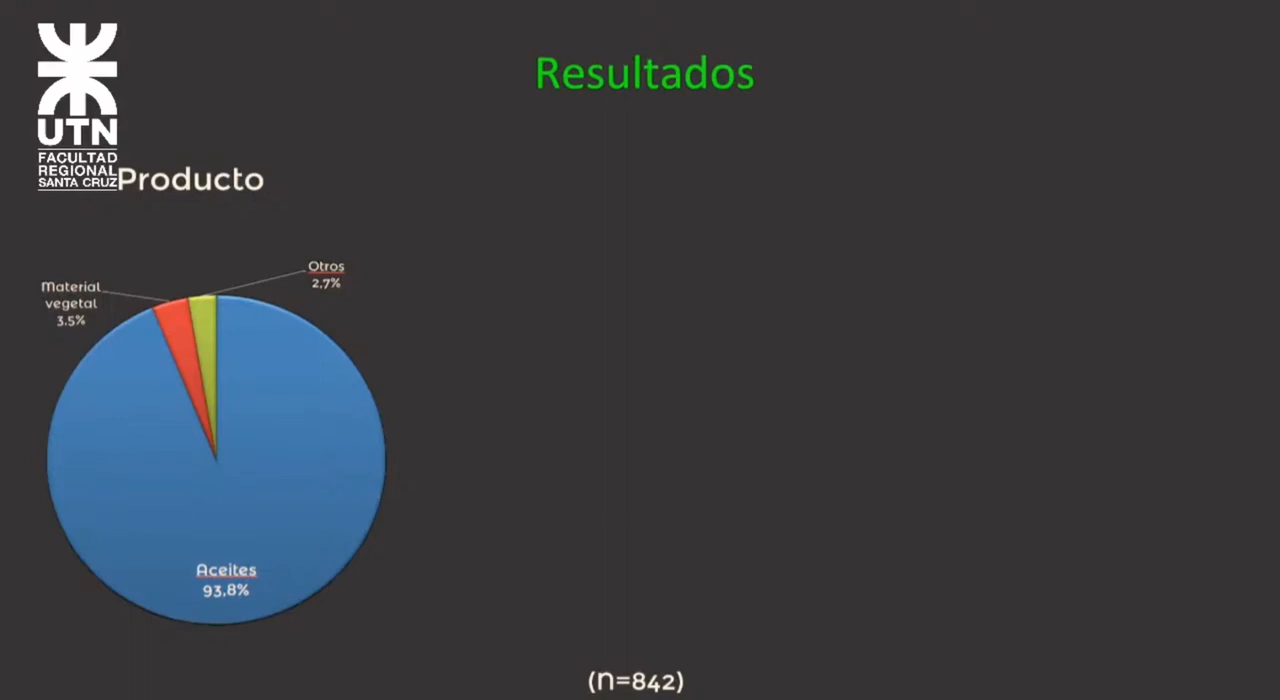 UTN
FACULTAD
REGIONAL
SANTA CRUZ
Resultados
Producto
Otros
2,7%
Material
vegetal
3,5%
Aceites
93,8%
(n=842)